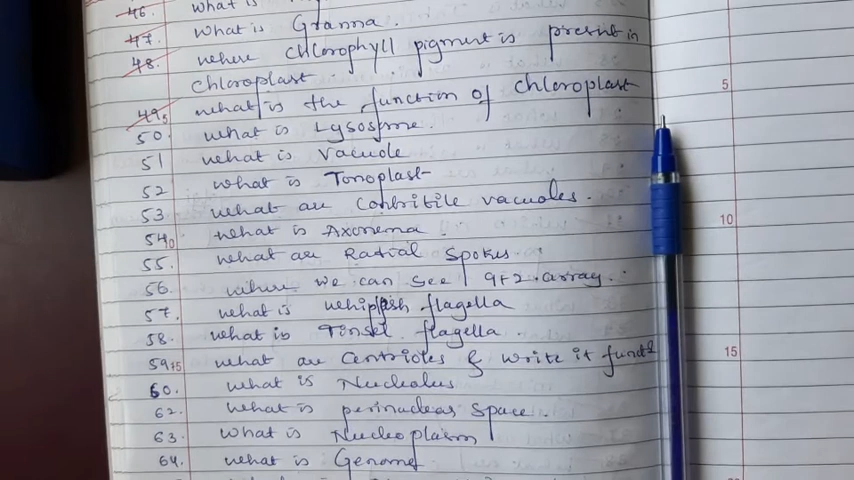 46. what is
47. what is Granna.
48. where chlorophyll pigment is present in
chloroplast
49. what is the function of chloroplast
5
50. what is Lysosome.
51 what is vacuole
52 what is Tonoplast
53 what are contritile vacuoles.
54. what is Axonema
10
55. what are Radial spokes
56. where we can see 9+2 array.
57. what is whiplash flagella
58. what is Tinsel flagella.
59. what are centrioles & write it funct
15
60. what is Nucleolus
62. what is perinuclear space.
63. what is Nucleoplasm
64. what is Genome